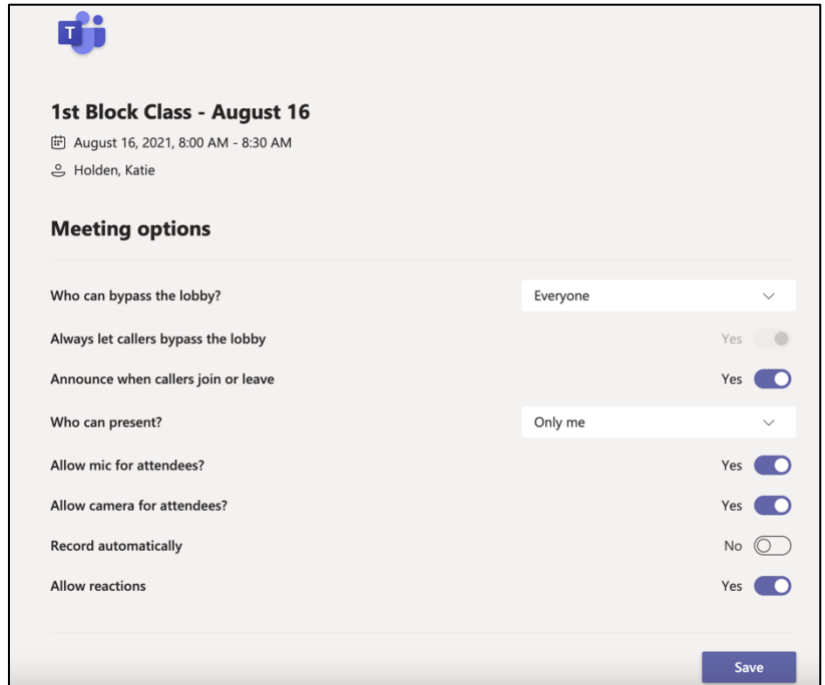 T
1st Block Class - August 16
August 16, 2021, 8:00 AM - 8:30 AM
Holden, Katie
Meeting options
Who can bypass the lobby? Everyone
Always let callers bypass the lobby Yes
Announce when callers join or leave Yes
Who can present? Only me
Allow mic for attendees? Yes
Allow camera for attendees? Yes
Record automatically No
Allow reactions Yes
Save